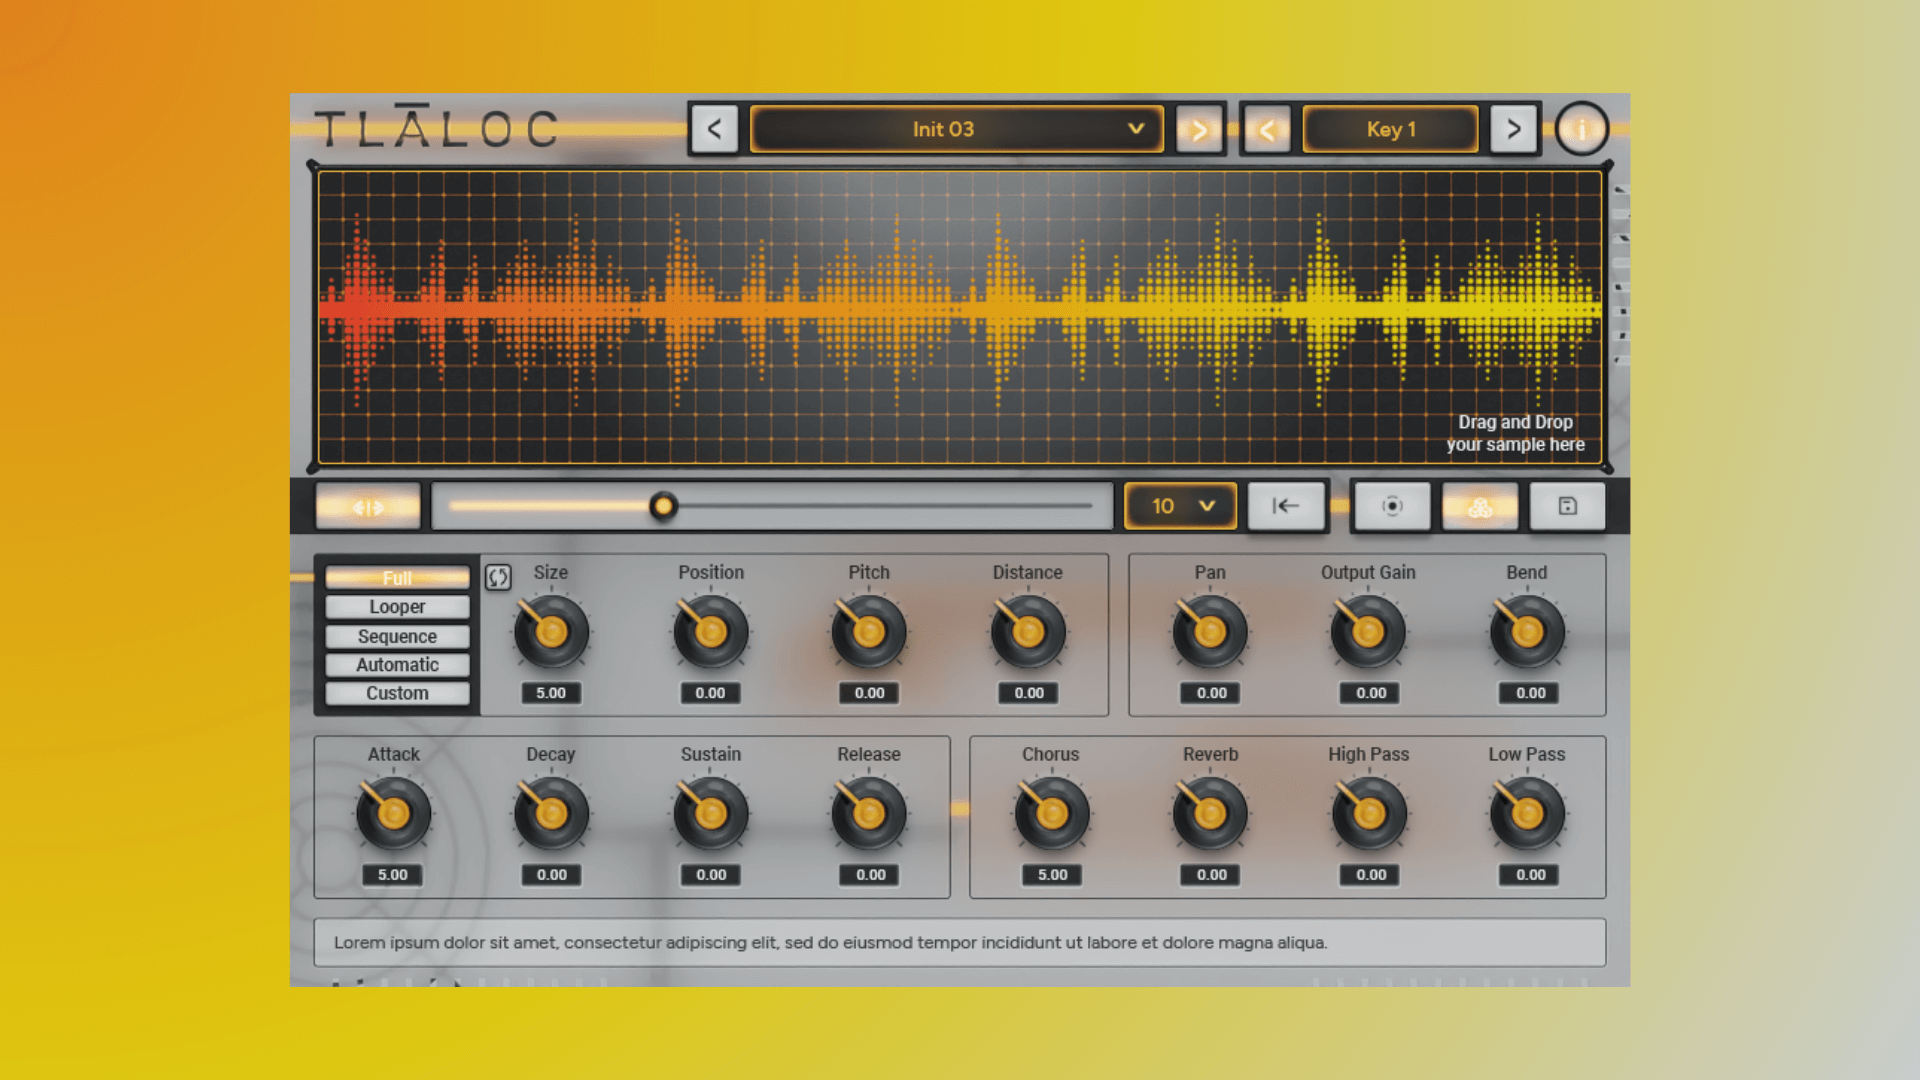 TLĀLOC
Init 03
Key 1
Drag and Drop
your sample here
10
Full
Looper
Sequence
Automatic
Custom
Size Position Pitch Distance
5.00 0.00 0.00 0.00
Pan Output Gain Bend
0.00 0.00 0.00
Attack Decay Sustain Release
5.00 0.00 0.00 0.00
Chorus Reverb High Pass Low Pass
5.00 0.00 0.00 0.00
Lorem ipsum dolor sit amet, consectetur adipiscing elit, sed do eiusmod tempor incididunt ut labore et dolore magna aliqua.